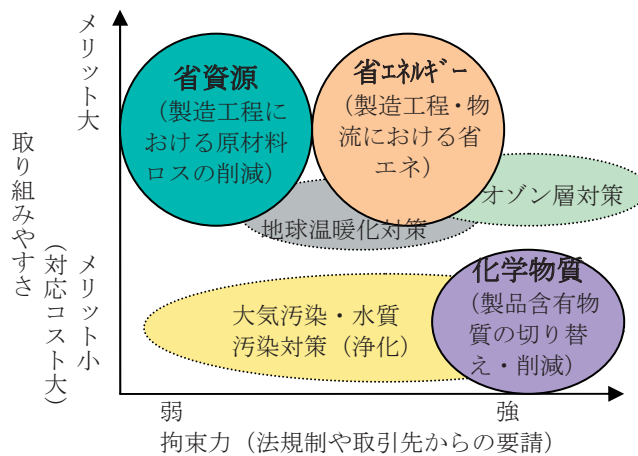 メリット大
取り組みやすさ
メリット小
（対応コスト大）
省資源
（製造工程に
おける原材料
ロスの削減）
省エネルギー
（製造工程・物
流における省
エネ）
オゾン層対策
地球温暖化対策
大気汚染・水質
汚染対策（浄化）
化学物質
（製品含有物
質の切り替
え・削減）
弱
強
拘束力（法規制や取引先からの要請）